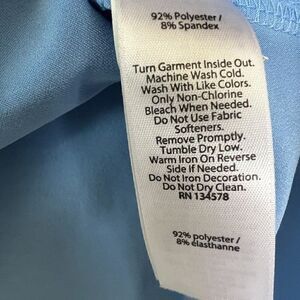 92% Polyester /
8% Spandex
Turn Garment Inside Out.
Machine Wash Cold.
Wash With Like Colors.
Only Non-Chlorine
Bleach When Needed.
Do Not Use Fabric
Softeners.
Remove Promptly.
Tumble Dry Low.
Warm Iron On Reverse
Side If Needed.
Do Not Iron Decoration.
Do Not Dry Clean.
RN 134578
92% polyester /
8% élasthanne